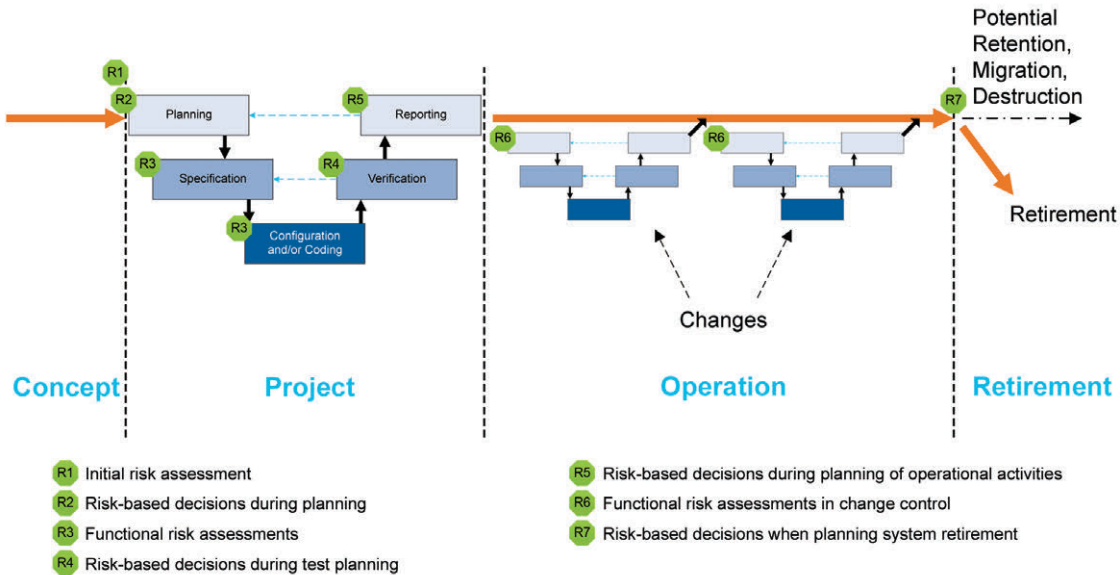 Potential
Retention,
Migration,
Destruction
R1
R2
Planning
R5
Reporting
R7
R6
R6
R3
Specification
R4
Verification
Retirement
R3
Configuration
and/or Coding
Changes
Concept
Project
Operation
Retirement
R1 Initial risk assessment
R2 Risk-based decisions during planning
R3 Functional risk assessments
R4 Risk-based decisions during test planning
R5 Risk-based decisions during planning of operational activities
R6 Functional risk assessments in change control
R7 Risk-based decisions when planning system retirement